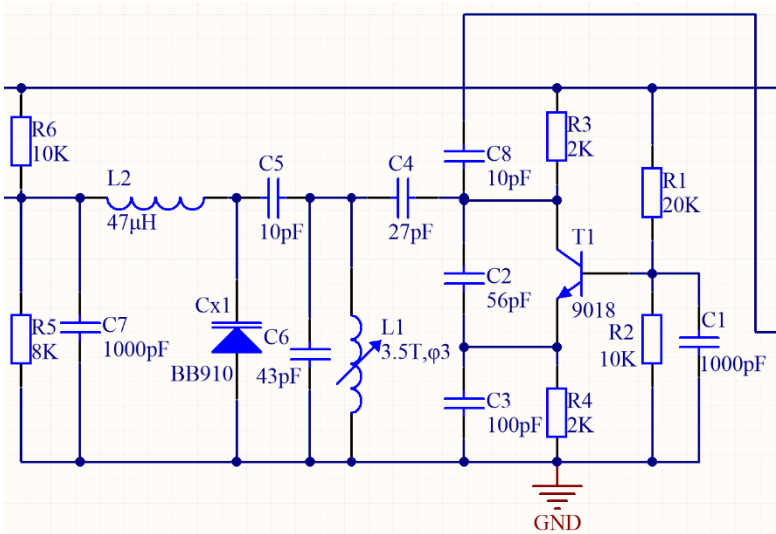 R6
10K
L2
47μH
C5
10pF
C4
27pF
C8
10pF
R3
2K
R1
20K
T1
9018
C2
56pF
R5
8K
C7
1000pF
Cx1
BB910
C6
43pF
L1
3.5T,φ3
C3
100pF
R4
2K
R2
10K
C1
1000pF
GND